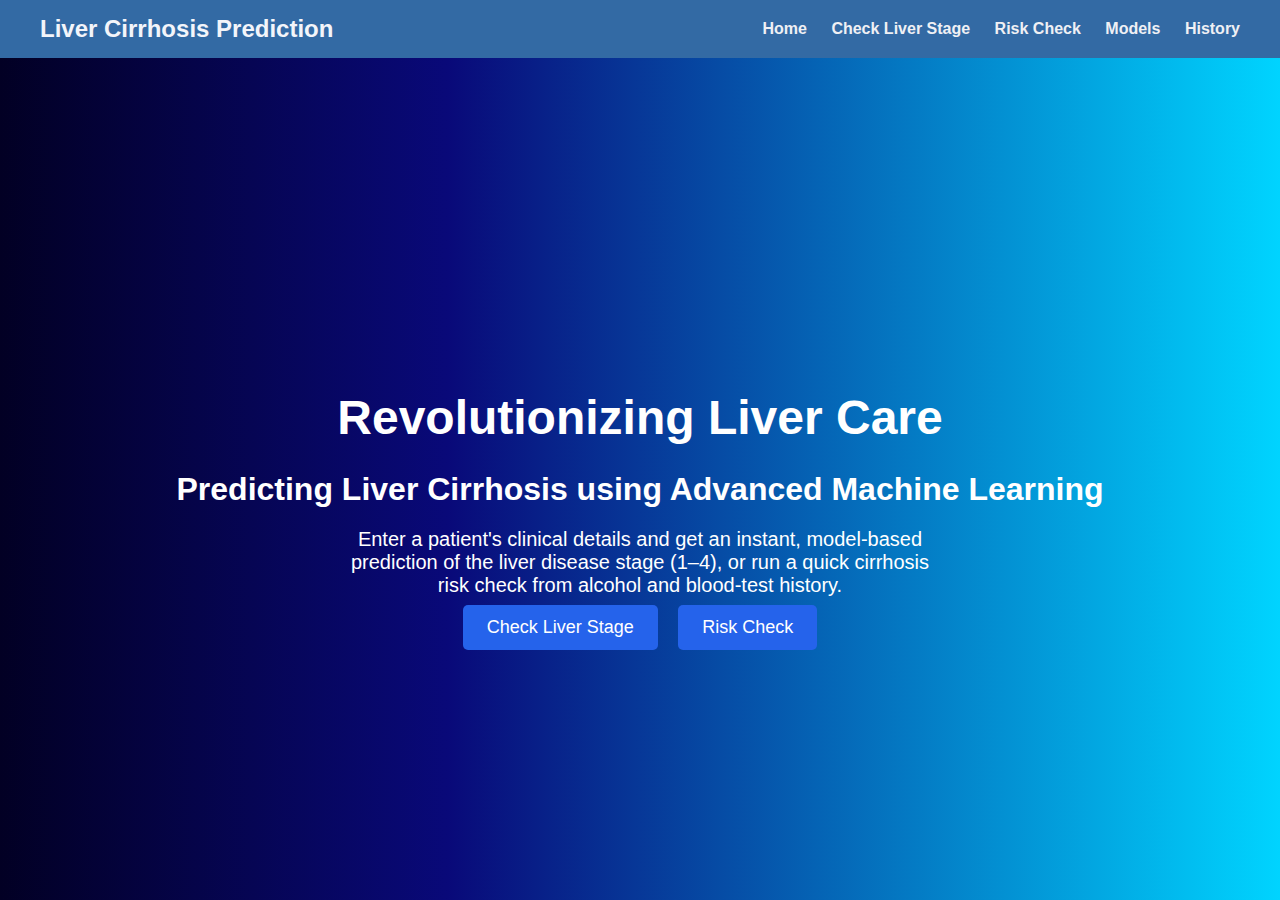 Liver Cirrhosis Prediction
Home Check Liver Stage Risk Check Models History
Revolutionizing Liver Care
Predicting Liver Cirrhosis using Advanced Machine Learning
Enter a patient's clinical details and get an instant, model-based
prediction of the liver disease stage (1–4), or run a quick cirrhosis
risk check from alcohol and blood-test history.
Check Liver Stage Risk Check